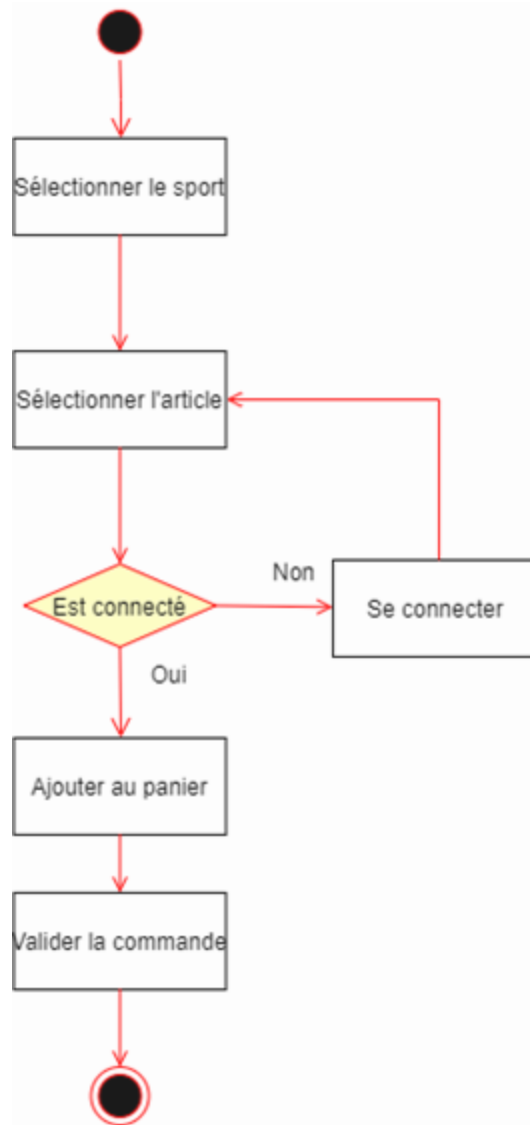 Sélectionner le sport
Sélectionner l'article
Est connecté
Non
Se connecter
Oui
Ajouter au panier
Valider la commande